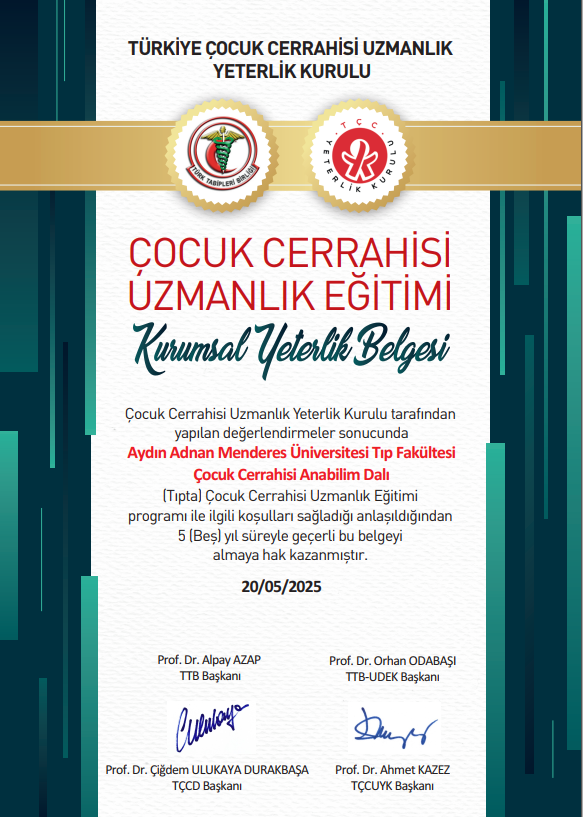 TÜRKİYE ÇOCUK CERRAHİSİ UZMANLIK
YETERLİK KURULU
TÜRK TABİPLERİ BİRLİĞİ
T Ç C
YETERLİK KURULU
ÇOCUK CERRAHİSİ
UZMANLIK EĞİTİMİ
Kurumsal Yeterlik Belgesi
Çocuk Cerrahisi Uzmanlık Yeterlik Kurulu tarafından
yapılan değerlendirmeler sonucunda
Aydın Adnan Menderes Üniversitesi Tıp Fakültesi
Çocuk Cerrahisi Anabilim Dalı
(Tıpta) Çocuk Cerrahisi Uzmanlık Eğitimi
programı ile ilgili koşulları sağladığı anlaşıldığından
5 (Beş) yıl süreyle geçerli bu belgeyi
almaya hak kazanmıştır.
20/05/2025
Prof. Dr. Alpay AZAP
TTB Başkanı
Prof. Dr. Orhan ODABAŞI
TTB-UDEK Başkanı
Prof. Dr. Çiğdem ULUKAYA DURAKBAŞA
TÇCD Başkanı
Prof. Dr. Ahmet KAZEZ
TÇCUYK Başkanı